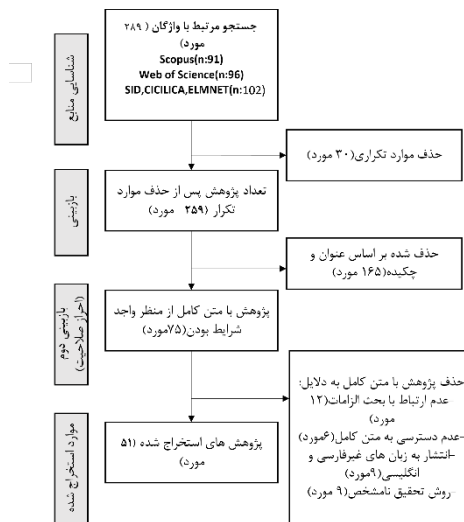 شناسایی منابع
جستجو مرتبط با واژگان ( ۲۸۹
مورد)
Scopus(n:91)
Web of Science(n:96)
SID,CICILICA,ELMNET(n:102)
حذف موارد تکراری(۳۰ مورد)
بازبینی
تعداد پژوهش پس از حذف موارد
تکرار (۲۵۹ مورد)
حذف شده بر اساس عنوان و
چکیده(۱۶۵ مورد)
بازبینی دوم
(احراز صلاحیت)
پژوهش با متن کامل از منظر واجد
شرایط بودن(۷۵مورد)
حذف پژوهش با متن کامل به دلایل:
-عدم ارتباط با بحث الزامات(۱۲
مورد)
-عدم دسترسی به متن کامل(۶مورد)
-انتشار به زبان های غیرفارسی و
انگلیسی(۹مورد)
-روش تحقیق نامشخص(۹ مورد)
موارد استخراج شده
پژوهش های استخراج شده (۵۱
مورد)